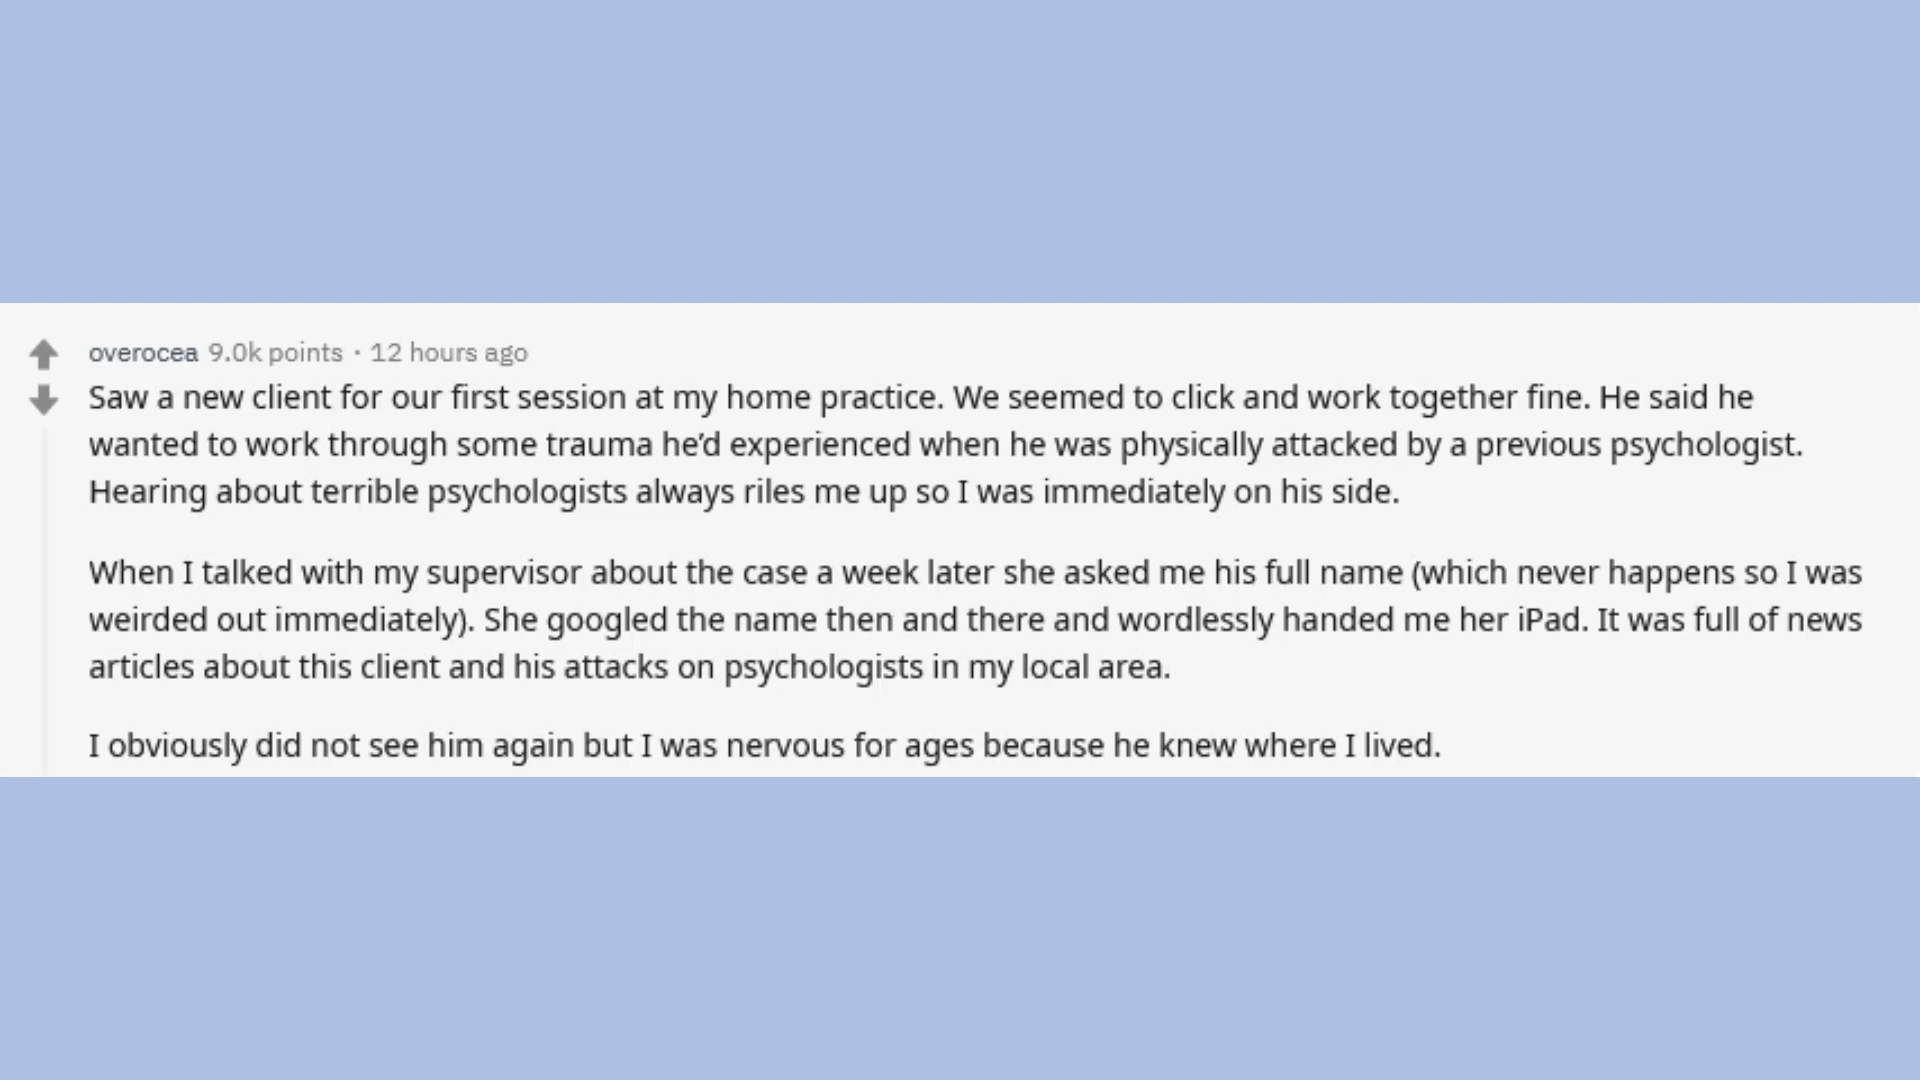 overocea 9.0k points · 12 hours ago
Saw a new client for our first session at my home practice. We seemed to click and work together fine. He said he
wanted to work through some trauma he’d experienced when he was physically attacked by a previous psychologist.
Hearing about terrible psychologists always riles me up so I was immediately on his side.
When I talked with my supervisor about the case a week later she asked me his full name (which never happens so I was
weirded out immediately). She googled the name then and there and wordlessly handed me her iPad. It was full of news
articles about this client and his attacks on psychologists in my local area.
I obviously did not see him again but I was nervous for ages because he knew where I lived.